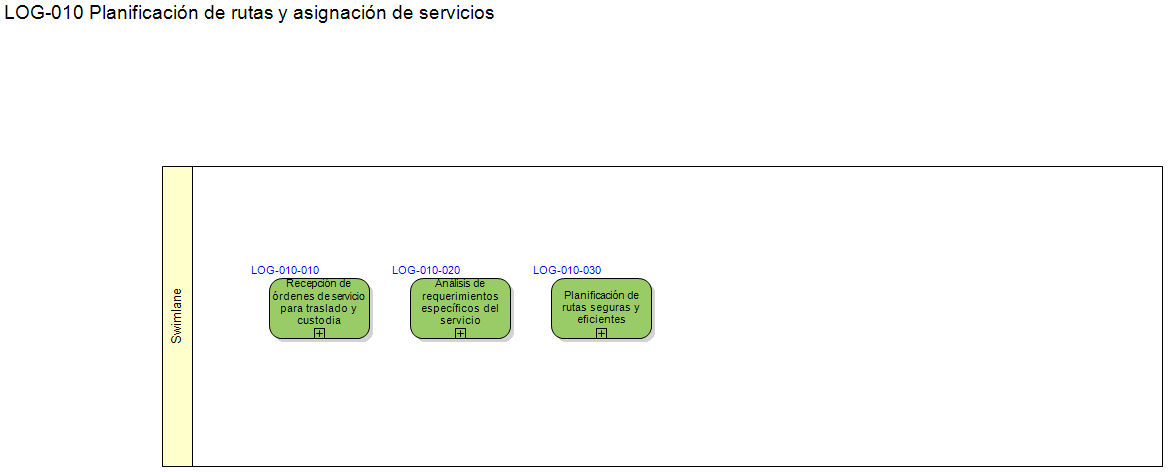 LOG-010 Planificación de rutas y asignación de servicios
Swimlane
LOG-010-010
Recepción de
órdenes de servicio
para traslado y
custodia
LOG-010-020
Análisis de
requerimientos
específicos del
servicio
LOG-010-030
Planificación de
rutas seguras y
eficientes